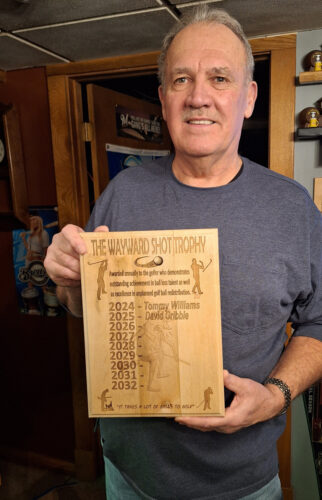 THE WAYWARD SHOT TROPHY
Awarded annually to the golfer who demonstrates
outstanding achievement in ball loss talent as well
as excellence in unplanned golf ball redistribution.
2024 - Tommy Williams
2025 - David Gribble
2026 -
2027 -
2028 -
2029 -
2030 -
2031 -
2032 -
"IT TAKES A LOT OF BALLS TO GOLF"